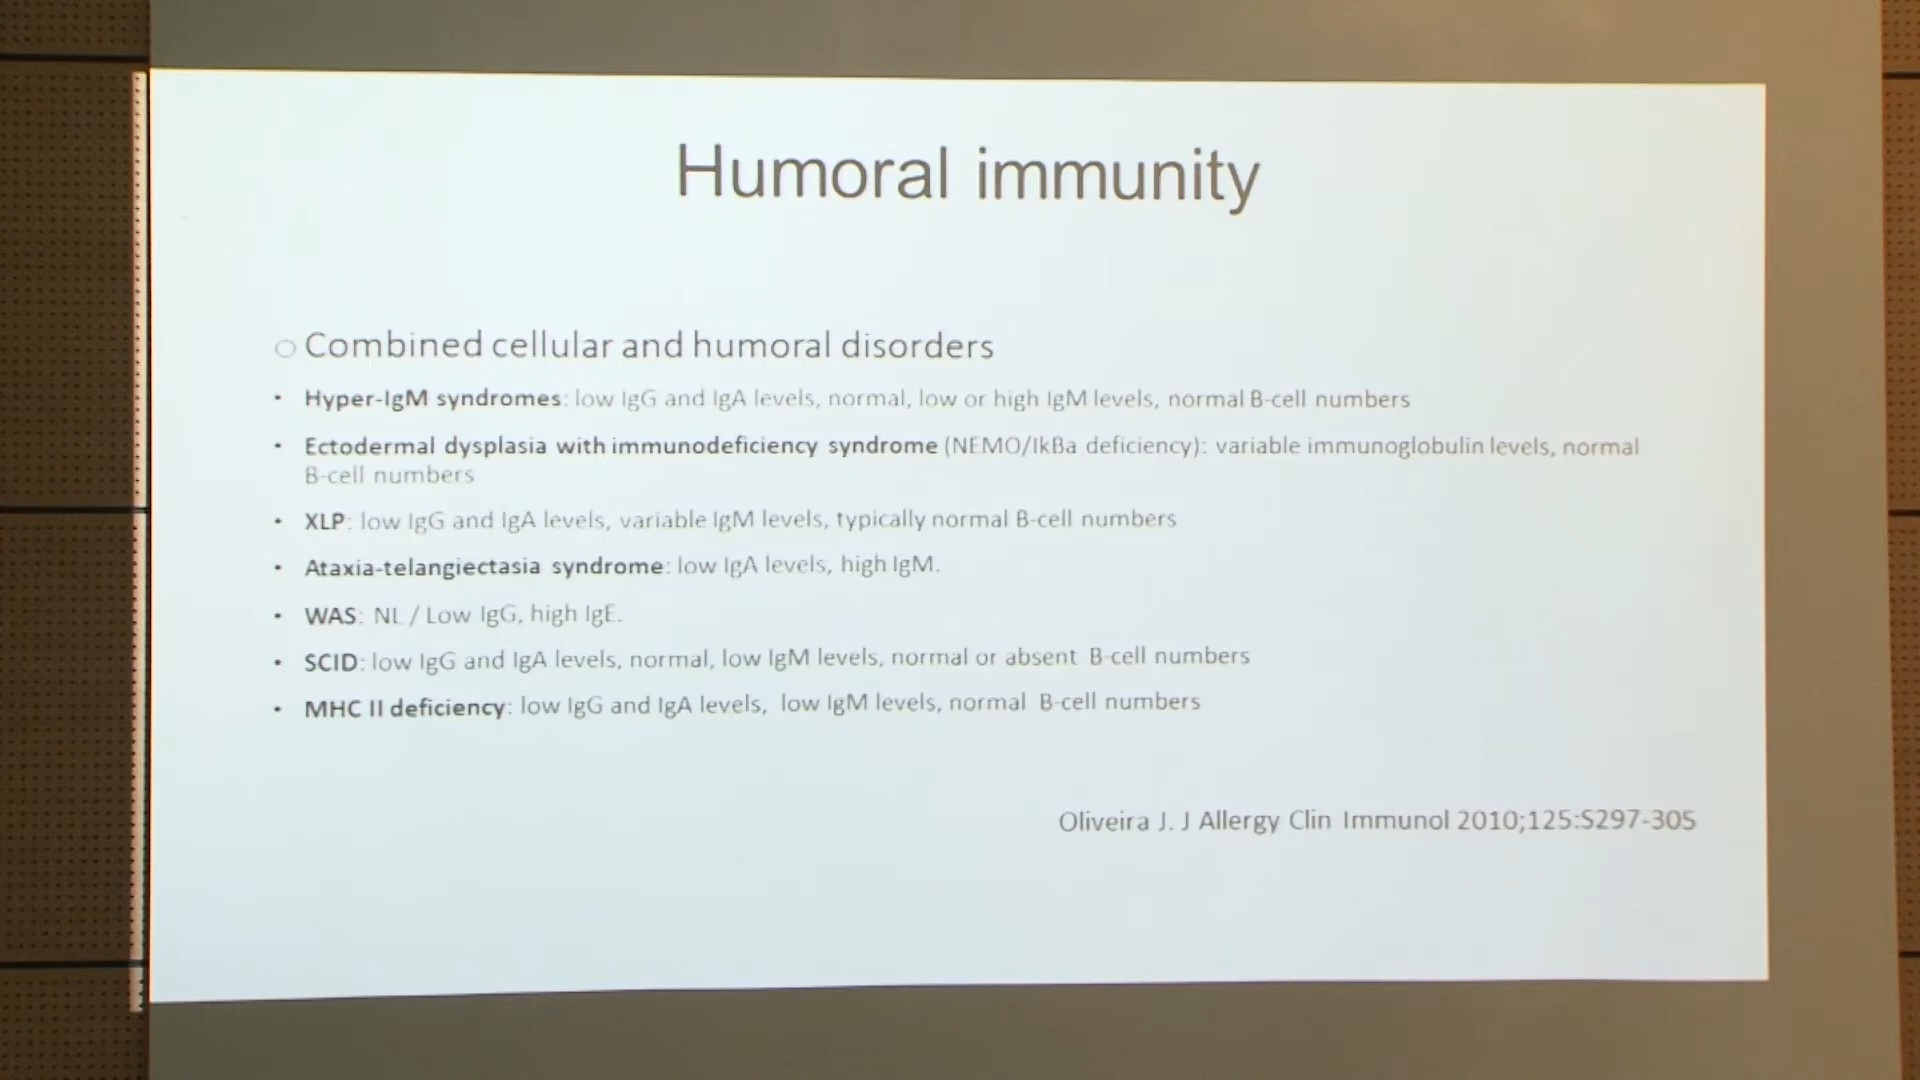 Humoral immunity
○ Combined cellular and humoral disorders
• Hyper-IgM syndromes: low IgG and IgA levels, normal, low or high IgM levels, normal B-cell numbers
• Ectodermal dysplasia with immunodeficiency syndrome (NEMO/IkBa deficiency): variable immunoglobulin levels, normal
B-cell numbers
• XLP: low IgG and IgA levels, variable IgM levels, typically normal B-cell numbers
• Ataxia-telangiectasia syndrome: low IgA levels, high IgM.
• WAS: NL / Low IgG, high IgE.
• SCID: low IgG and IgA levels, normal, low IgM levels, normal or absent B-cell numbers
• MHC II deficiency: low IgG and IgA levels, low IgM levels, normal B-cell numbers
Oliveira J. J Allergy Clin Immunol 2010;125:S297-305